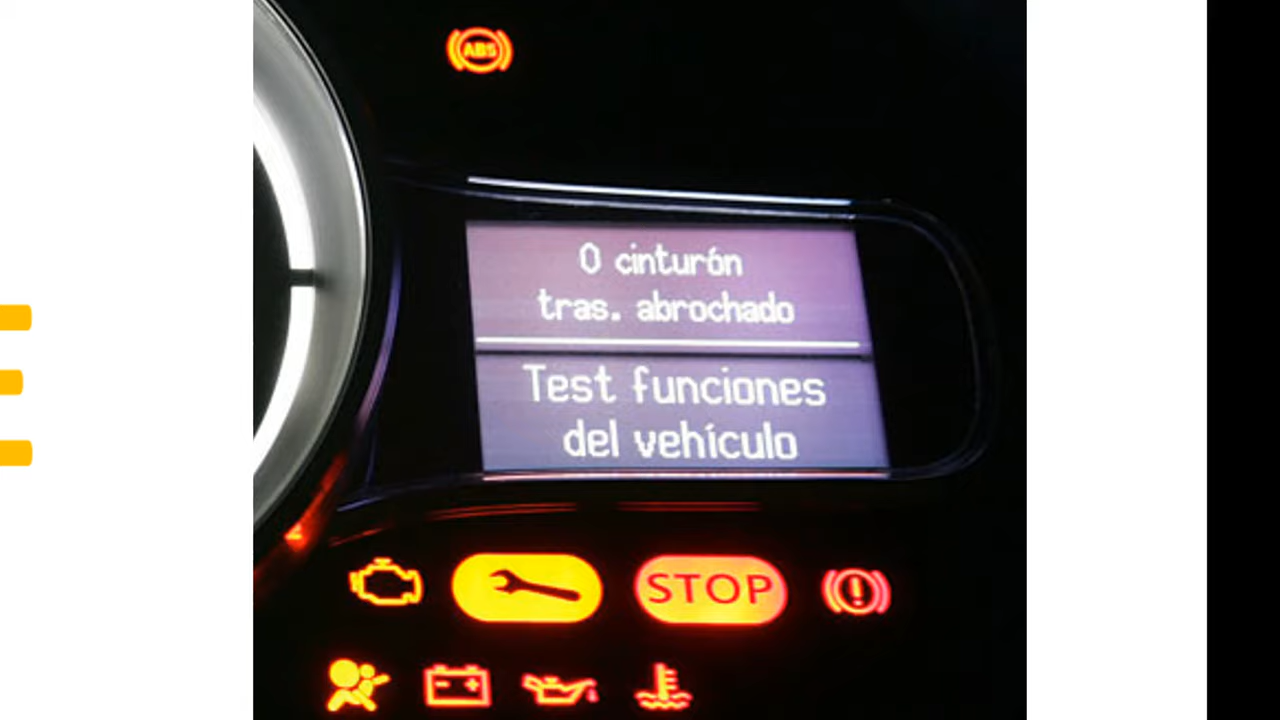 ABS
0 cinturón
tras. abrochado
Test funciones
del vehículo
STOP